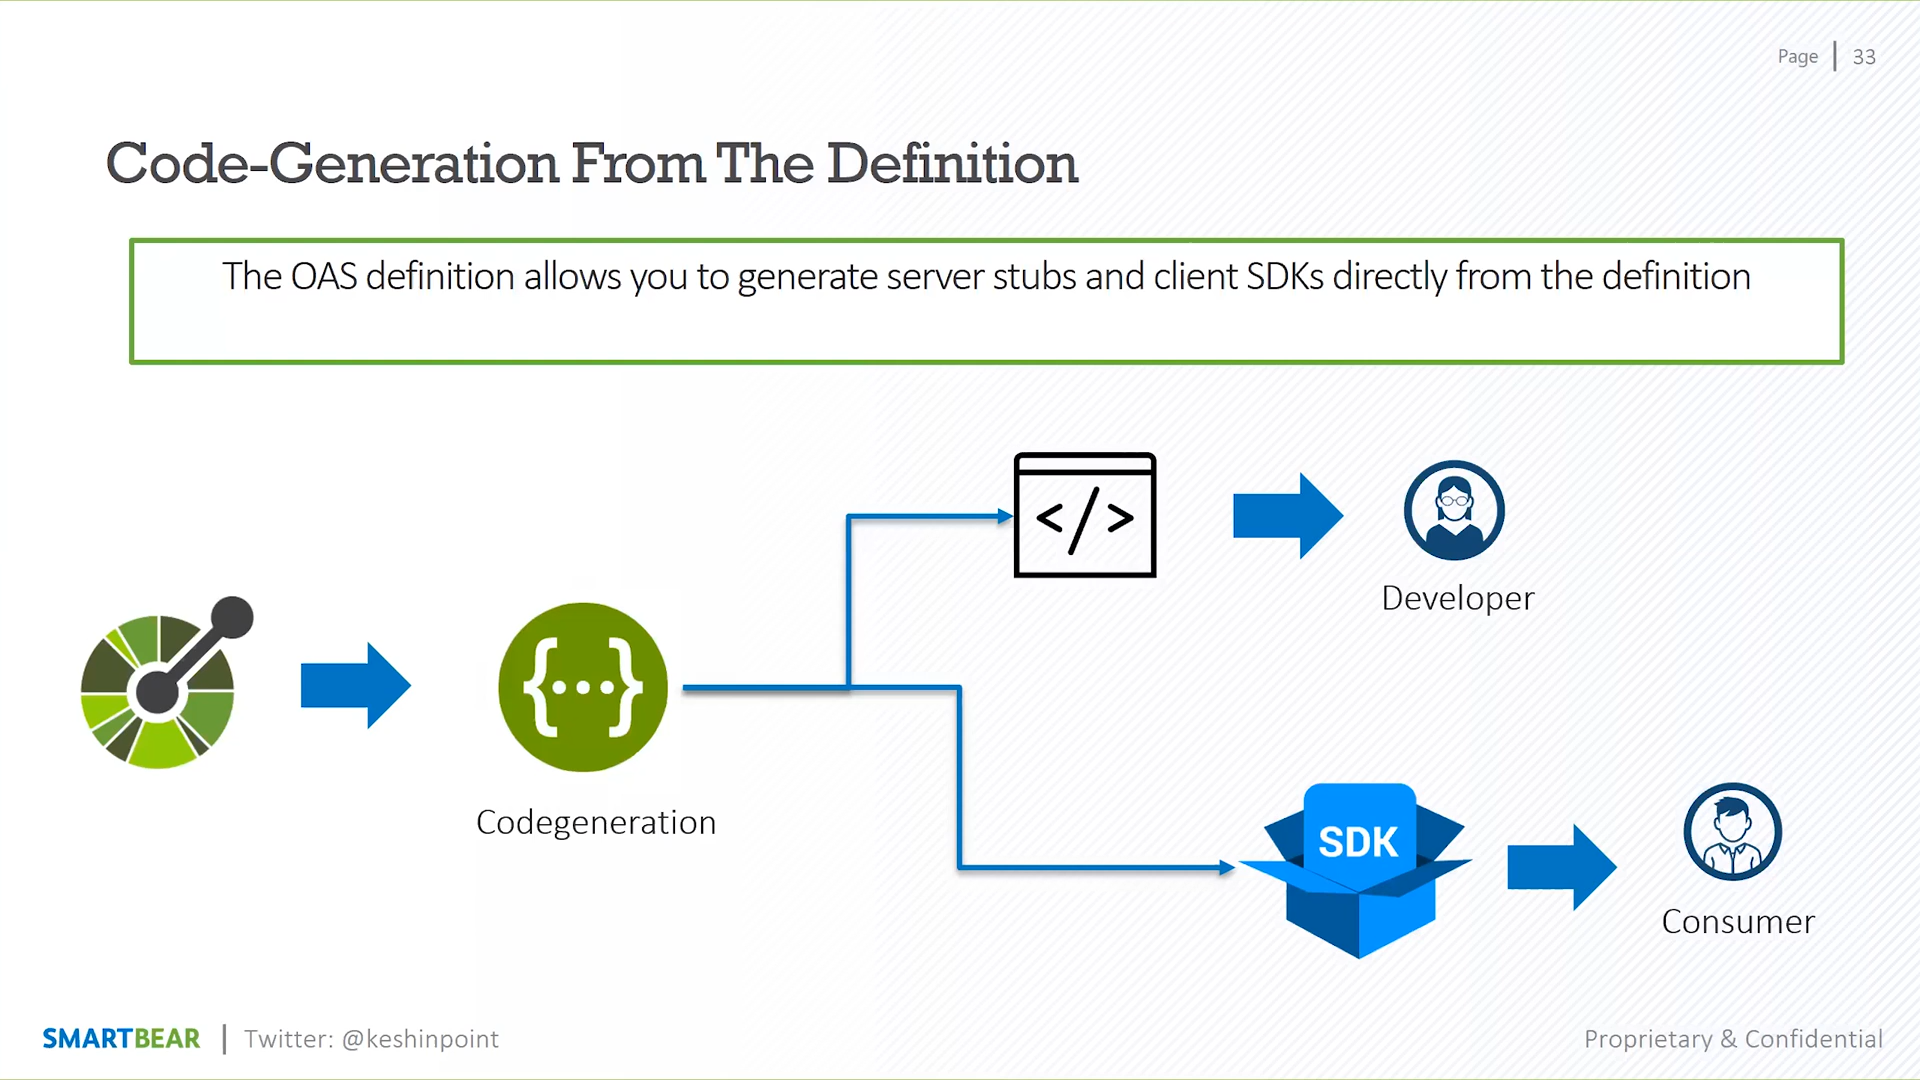 Page | 33
Code-Generation From The Definition
The OAS definition allows you to generate server stubs and client SDKs directly from the definition
</>
Developer
{...}
Codegeneration
SDK
Consumer
SMARTBEAR | Twitter: @keshinpoint
Proprietary & Confidential